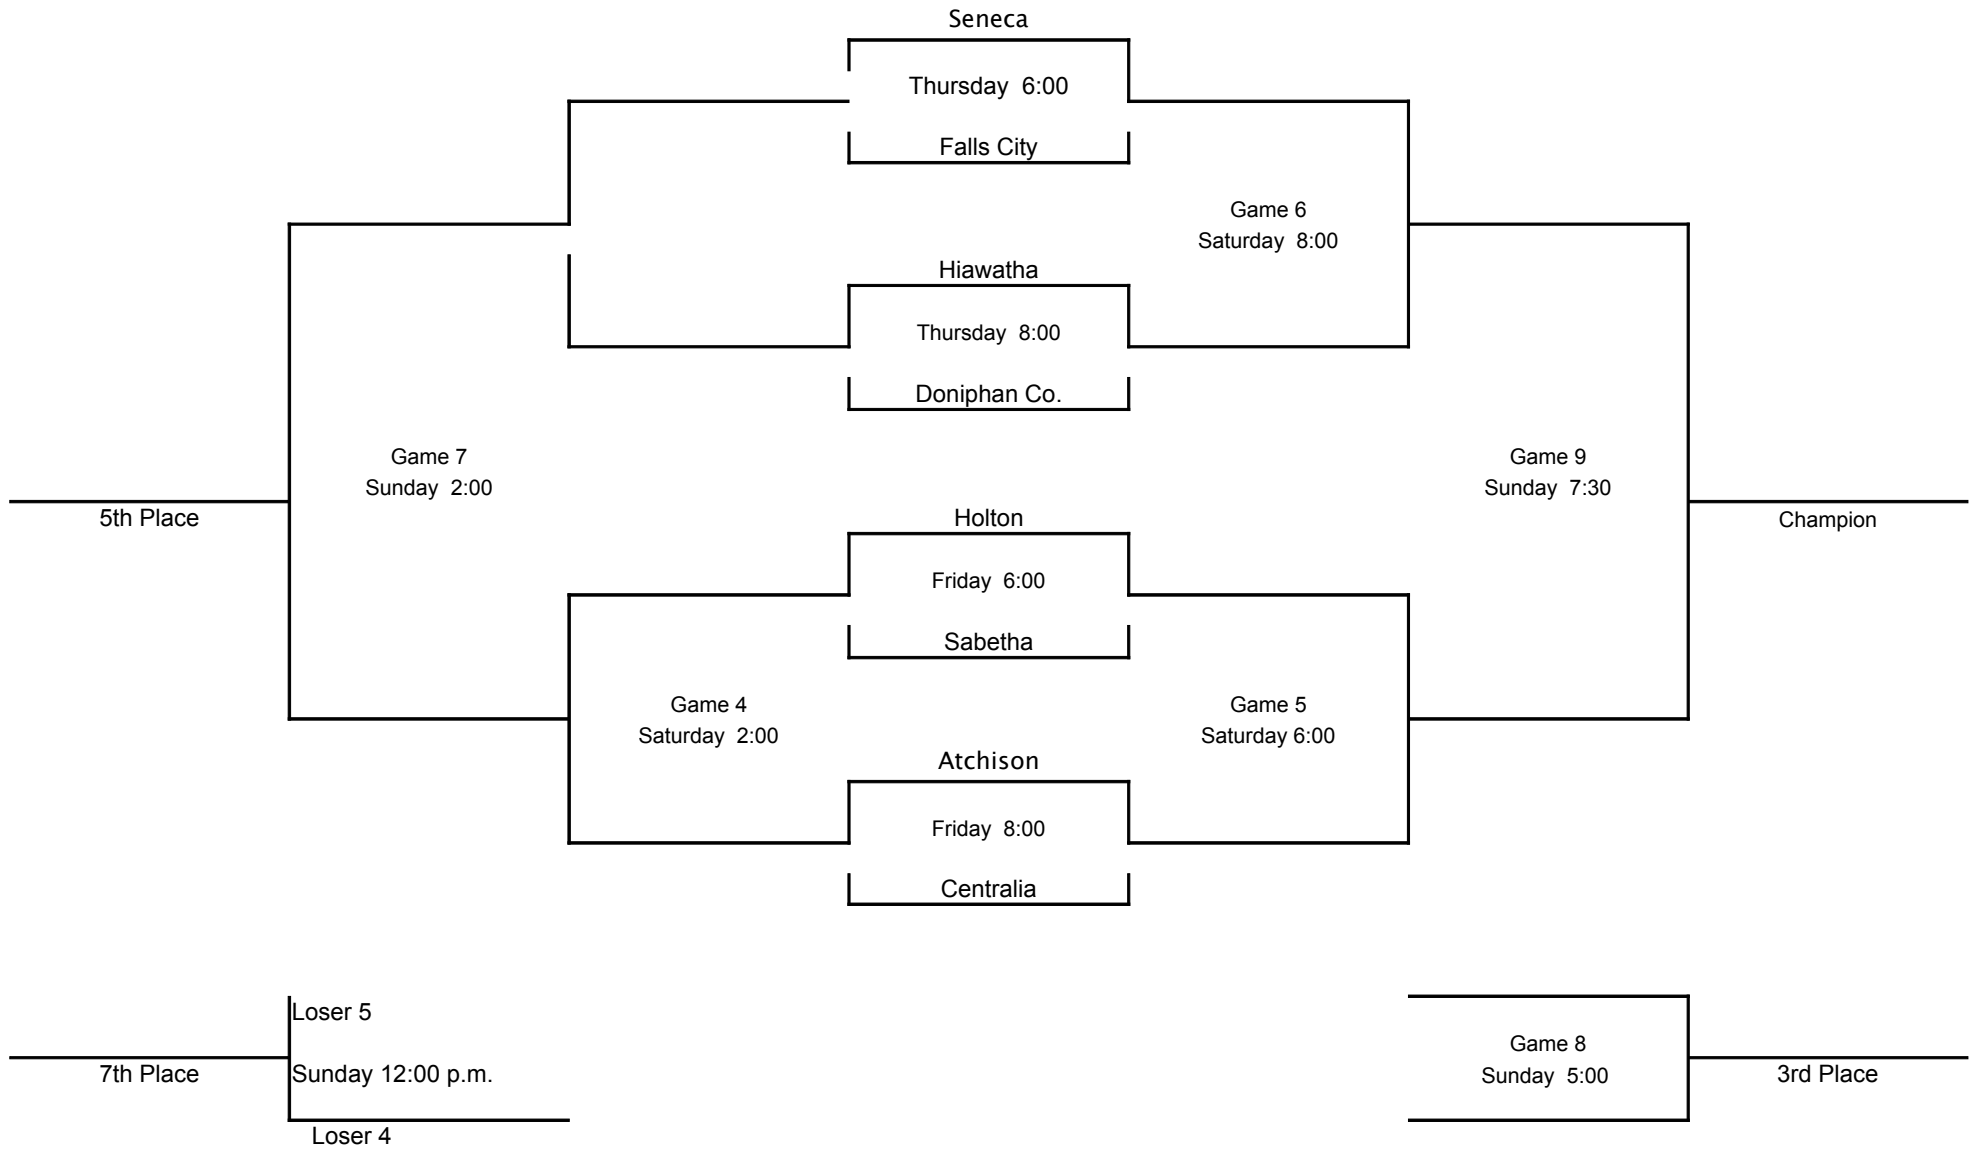 Seneca
Thursday  6:00
Falls City
Game 6
Saturday  8:00
Hiawatha
Thursday  8:00
Doniphan Co.
Game 7
Sunday  2:00
Game 9
Sunday  7:30
5th Place
Holton
Champion
Friday  6:00
Sabetha
Game 4
Saturday  2:00
Game 5
Saturday 6:00
Atchison
Friday  8:00
Centralia
Loser 5
Sunday 12:00 p.m.
7th Place
Loser 4
Game 8
Sunday  5:00
3rd Place